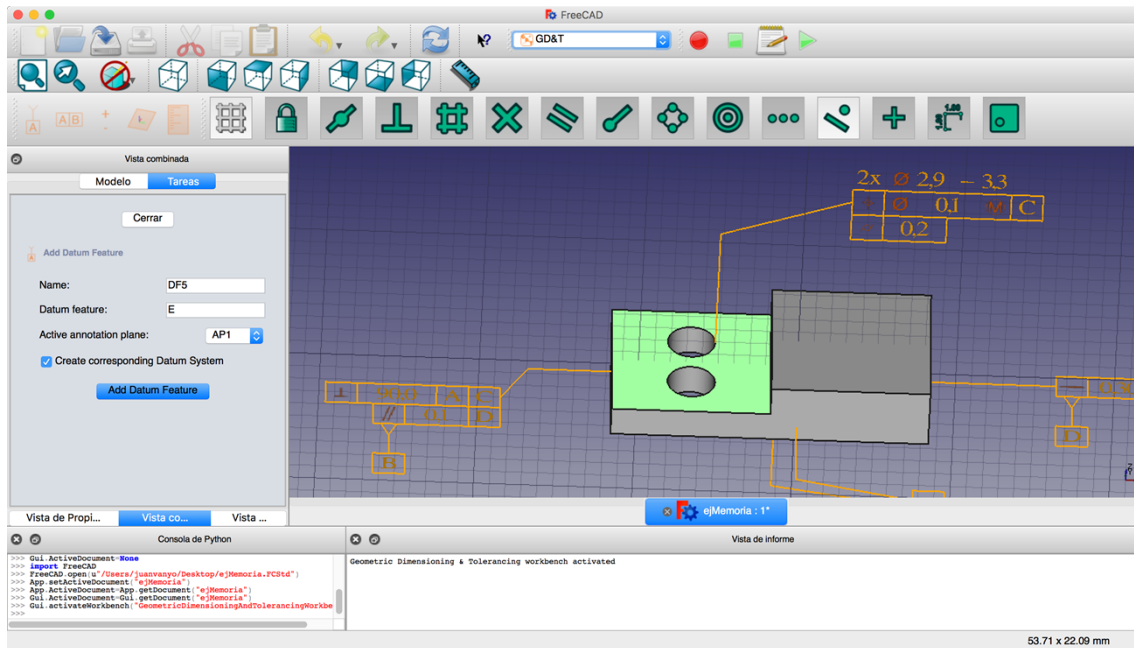 FreeCAD
GD&T
Vista combinada
Modelo Tareas
Cerrar
Add Datum Feature
Name: DF5
Datum feature: E
Active annotation plane: AP1
Create corresponding Datum System
Add Datum Feature
2x Ø 2,9 – 3,3
Ø 0,1 M C
0,2
A C
// 0,1 D
B
D
Vista de Propi... Vista co... Vista ...
ejMemoria : 1*
Consola de Python
Vista de informe
>>> Gui.ActiveDocument=None
>>> import FreeCAD
>>> FreeCAD.open(u"/Users/juanvanyo/Desktop/ejMemoria.FCStd")
>>> App.setActiveDocument("ejMemoria")
>>> App.ActiveDocument=App.getDocument("ejMemoria")
>>> Gui.ActiveDocument=Gui.getDocument("ejMemoria")
>>> Gui.activateWorkbench("GeometricDimensioningAndTolerancingWorkbe
>>>
Geometric Dimensioning & Tolerancing workbench activated
53.71 x 22.09 mm